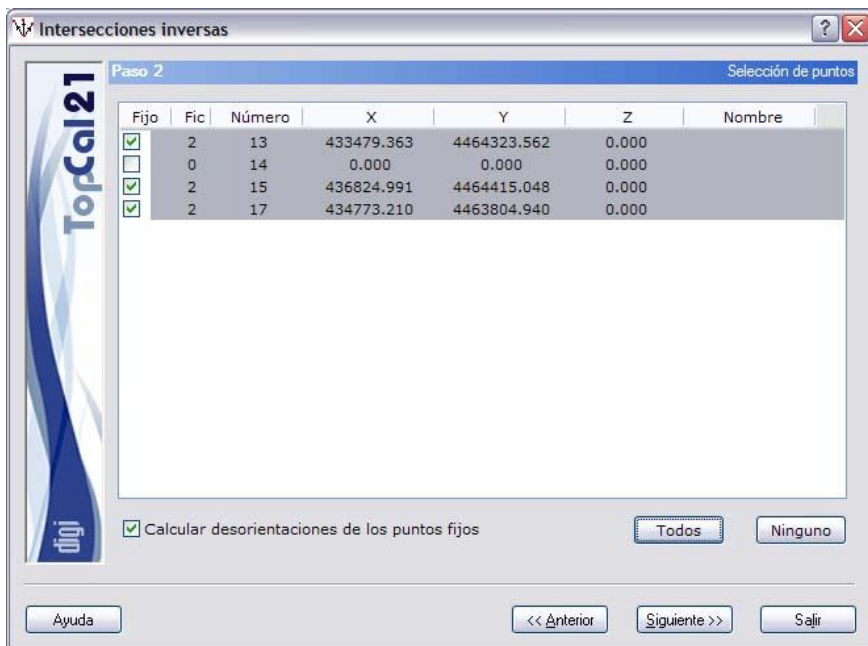 Intersecciones inversas
Paso 2 Selección de puntos
TopCal 21
digi
Fijo Fic Número X Y Z Nombre
2 13 433479.363 4464323.562 0.000
0 14 0.000 0.000 0.000
2 15 436824.991 4464415.048 0.000
2 17 434773.210 4463804.940 0.000
Calcular desorientaciones de los puntos fijos Todos Ninguno
Ayuda << Anterior Siguiente >> Salir